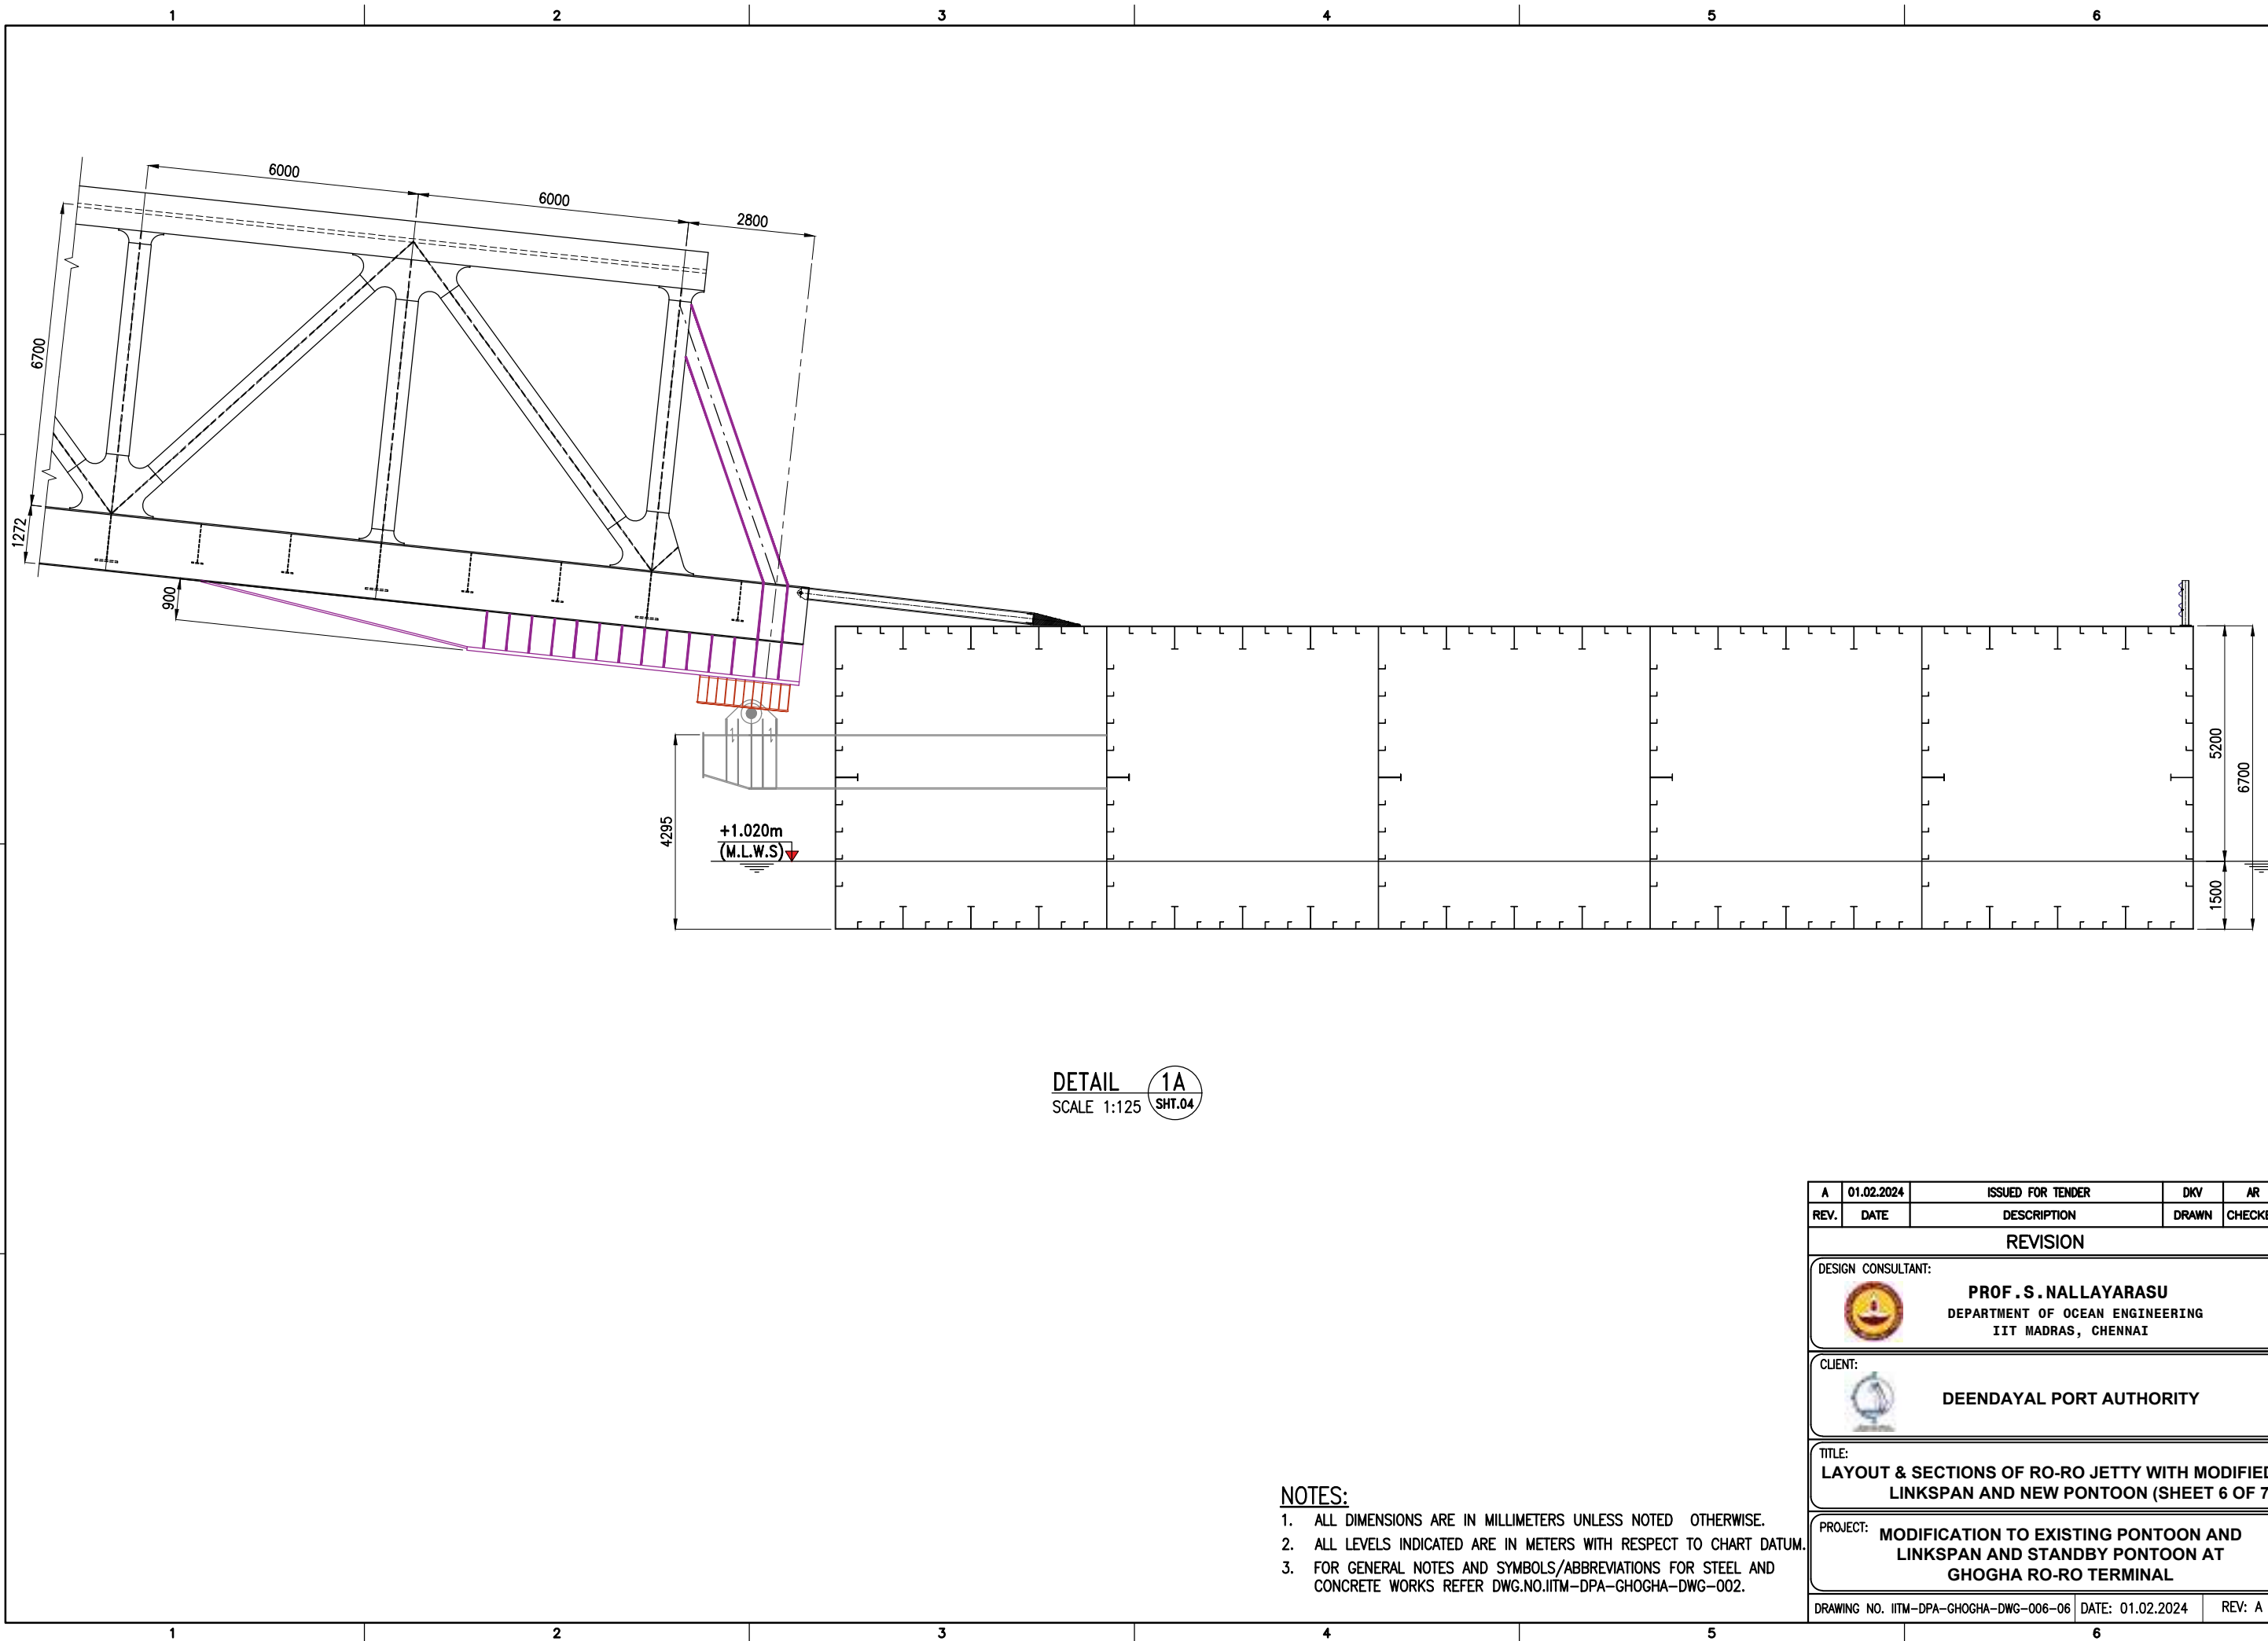 1 2 3 4 5 6
6000
6000
2800
6700
1272
900
4295
+1.020m
(M.L.W.S)
5200
6700
1500
DETAIL 1A
SCALE 1:125 SHT.04
NOTES:
1. ALL DIMENSIONS ARE IN MILLIMETERS UNLESS NOTED OTHERWISE.
2. ALL LEVELS INDICATED ARE IN METERS WITH RESPECT TO CHART DATUM.
3. FOR GENERAL NOTES AND SYMBOLS/ABBREVIATIONS FOR STEEL AND
CONCRETE WORKS REFER DWG.NO.IITM-DPA-GHOGHA-DWG-002.
A 01.02.2024 ISSUED FOR TENDER DKV AR
REV. DATE DESCRIPTION DRAWN CHECKE
REVISION
DESIGN CONSULTANT:
PROF.S.NALLAYARASU
DEPARTMENT OF OCEAN ENGINEERING
IIT MADRAS, CHENNAI
CLIENT:
DEENDAYAL PORT AUTHORITY
TITLE:
LAYOUT & SECTIONS OF RO-RO JETTY WITH MODIFIED
LINKSPAN AND NEW PONTOON (SHEET 6 OF 7
PROJECT: MODIFICATION TO EXISTING PONTOON AND
LINKSPAN AND STANDBY PONTOON AT
GHOGHA RO-RO TERMINAL
DRAWING NO. IITM-DPA-GHOGHA-DWG-006-06 DATE: 01.02.2024 REV: A
1 2 3 4 5 6